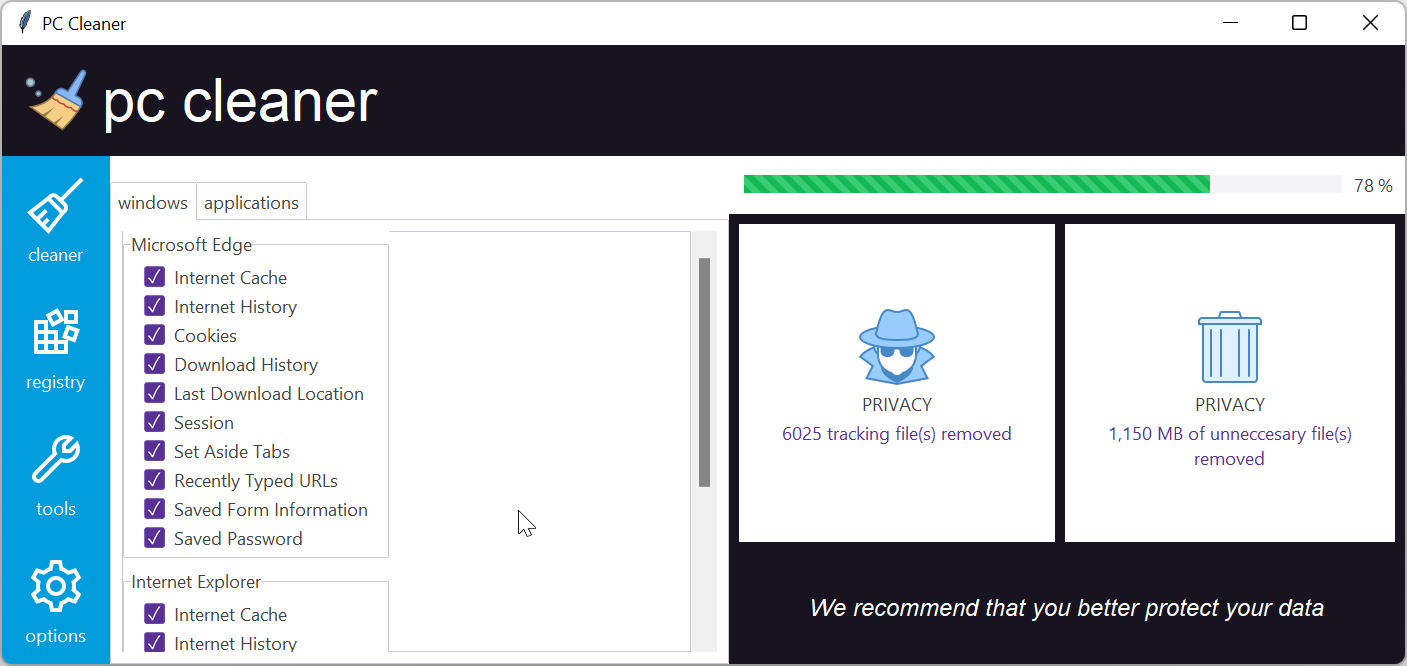 PC Cleaner
pc cleaner
cleaner
registry
tools
options
windows
applications
Microsoft Edge
Internet Cache
Internet History
Cookies
Download History
Last Download Location
Session
Set Aside Tabs
Recently Typed URLs
Saved Form Information
Saved Password
Internet Explorer
Internet Cache
Internet History
78 %
PRIVACY
6025 tracking file(s) removed
PRIVACY
1,150 MB of unneccesary file(s)
removed
We recommend that you better protect your data